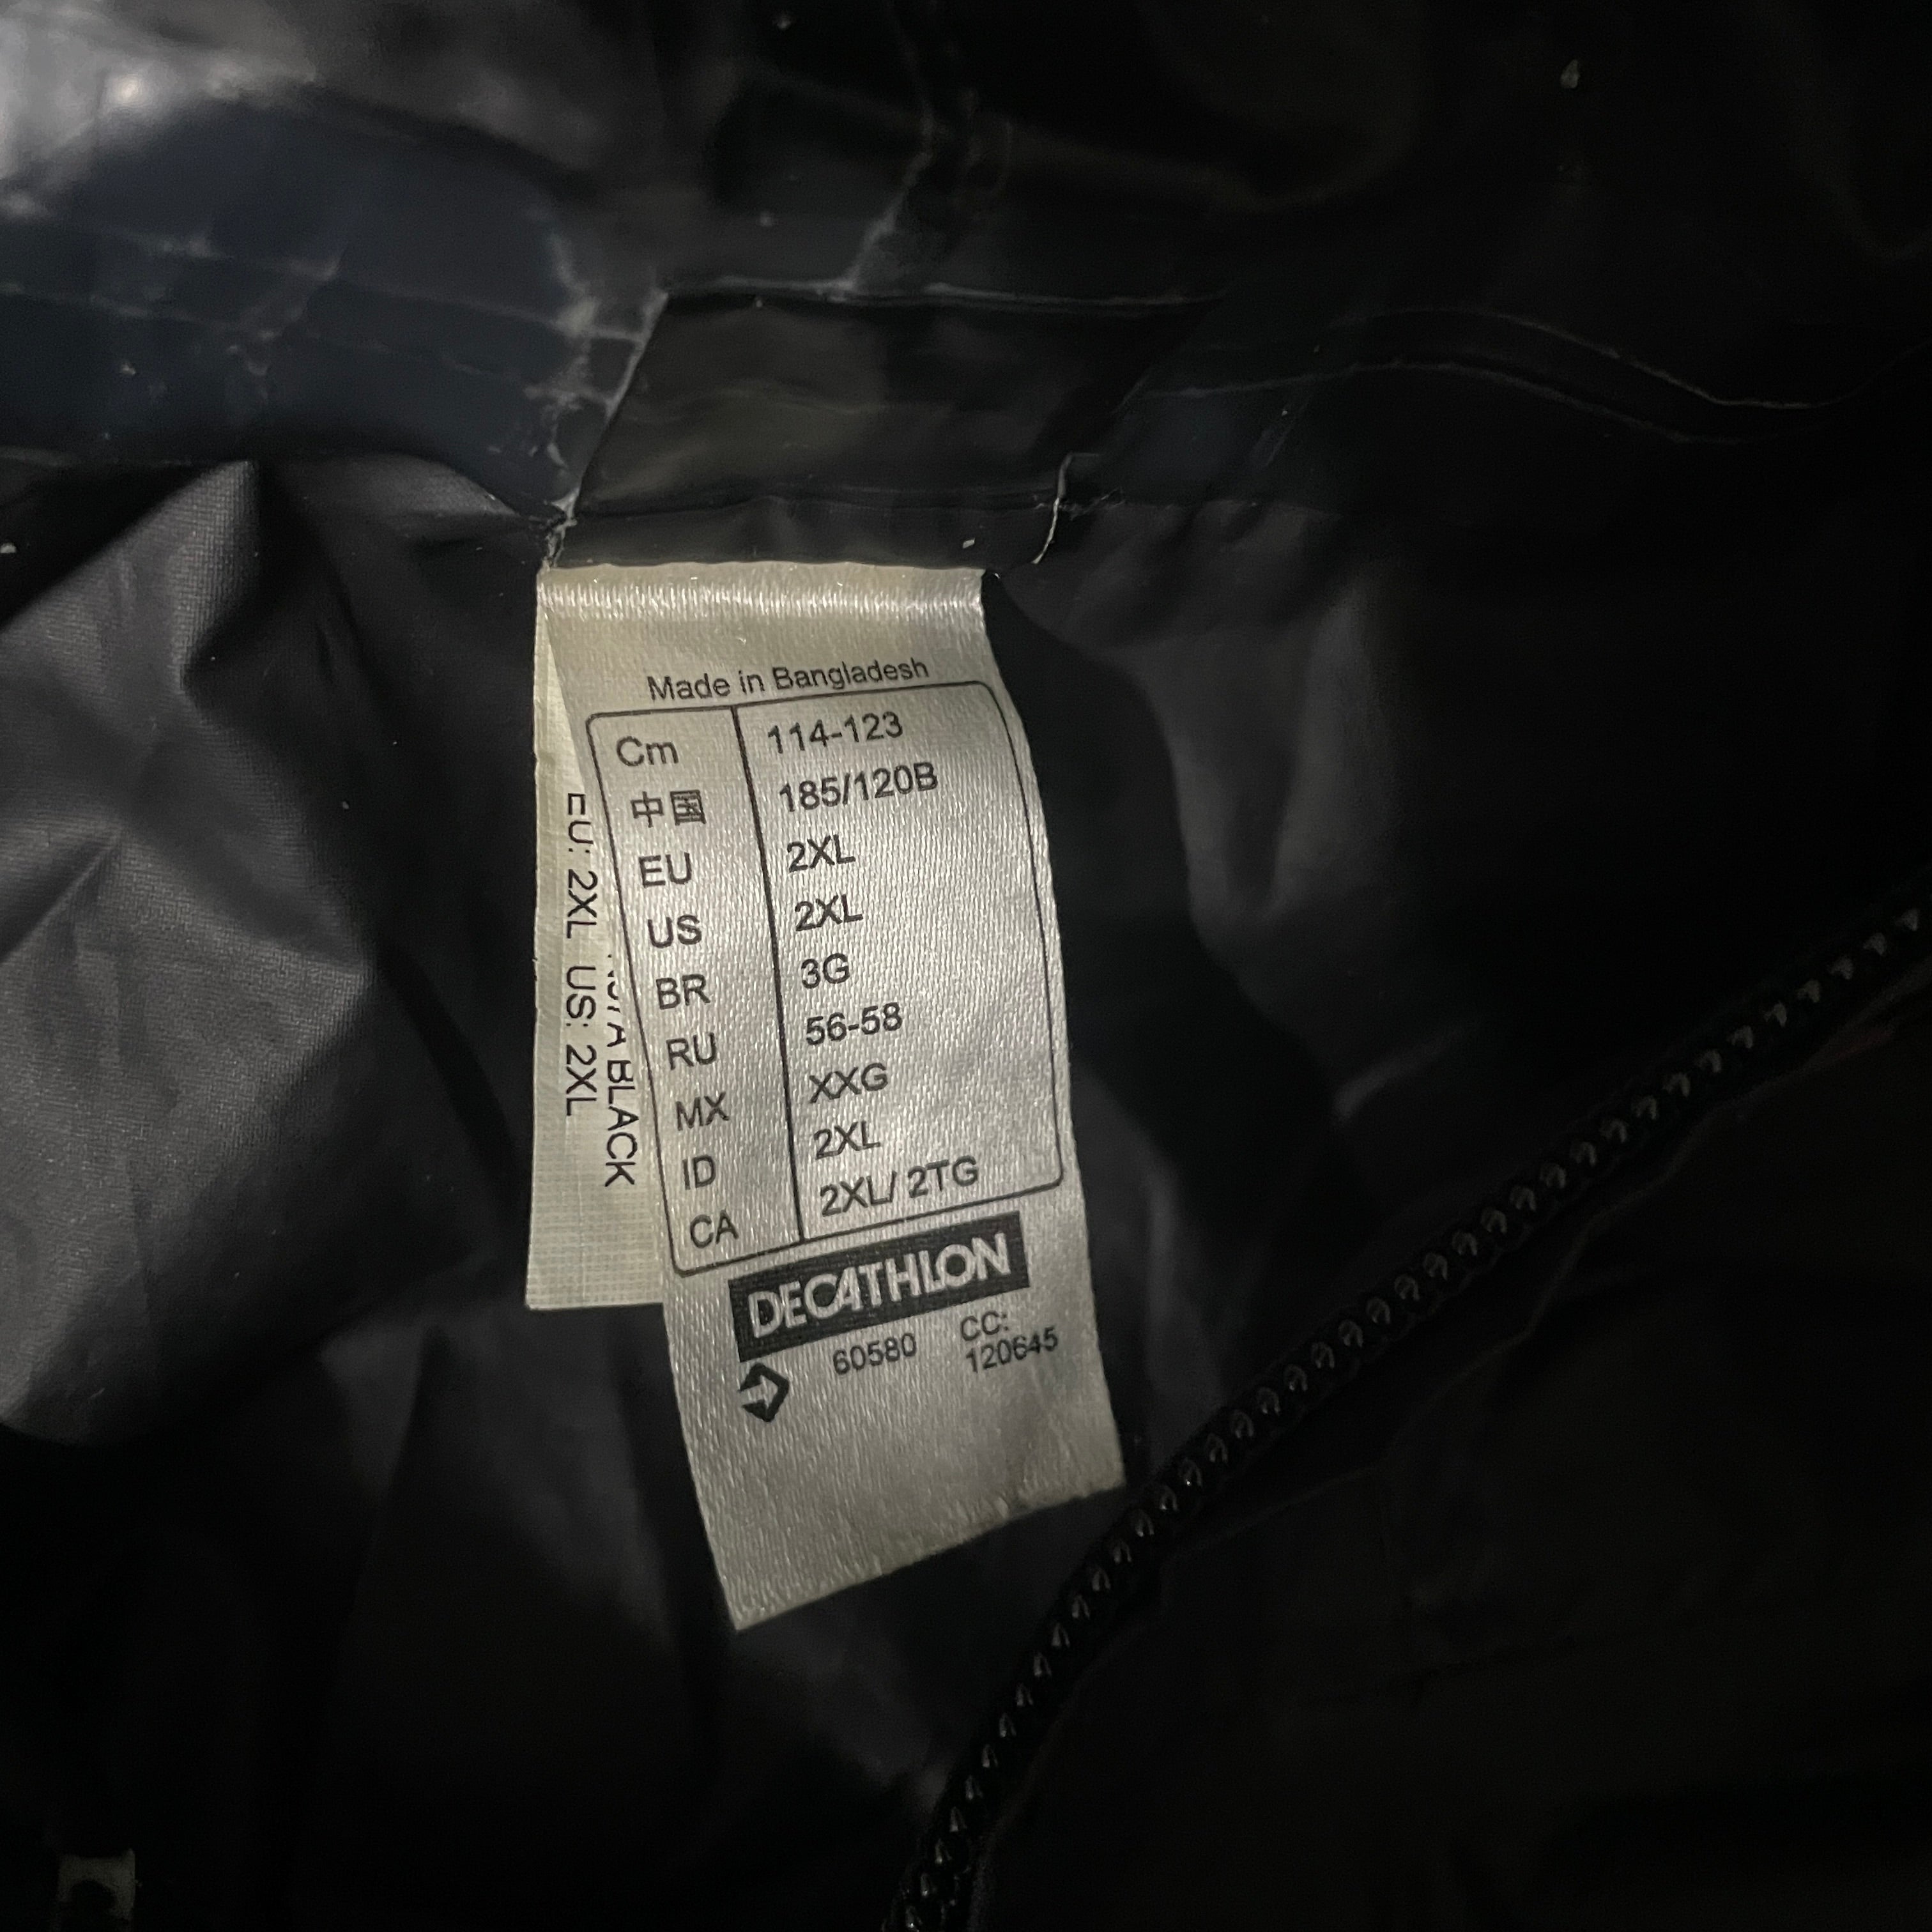 Made in Bangladesh
Cm 114-123
中国 185/120B
EU 2XL
US 2XL
BR 3G
RU 56-58
MX XXG
ID 2XL
CA 2XL/ 2TG
DECATHLON
60580 CC:
120645
BLACK
EU: 2XL US: 2XL